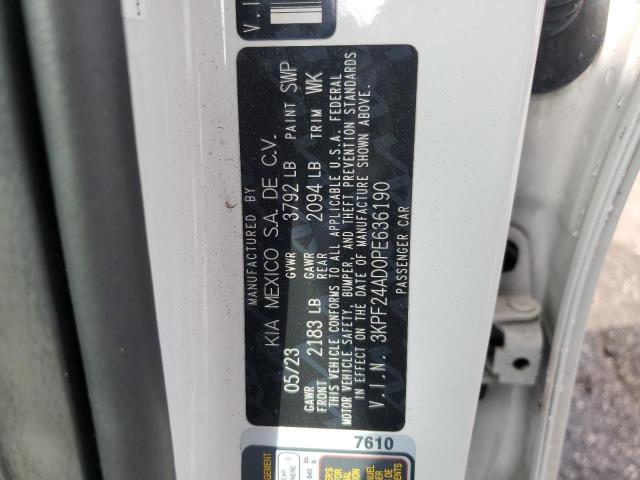 V.I
MANUFACTURED BY
KIA MEXICO S.A. DE C.V.
05/23 GVWR 3792 LB PAINT SWP
GAWR FRONT 2183 LB GAWR REAR 2094 LB TRIM WK
THIS VEHICLE CONFORMS TO ALL APPLICABLE U.S.A. FEDERAL
MOTOR VEHICLE SAFETY, BUMPER, AND THEFT PREVENTION STANDARDS
IN EFFECT ON THE DATE OF MANUFACTURE SHOWN ABOVE.
V.I.N. 3KPF24AD0PE636190
PASSENGER CAR
7610